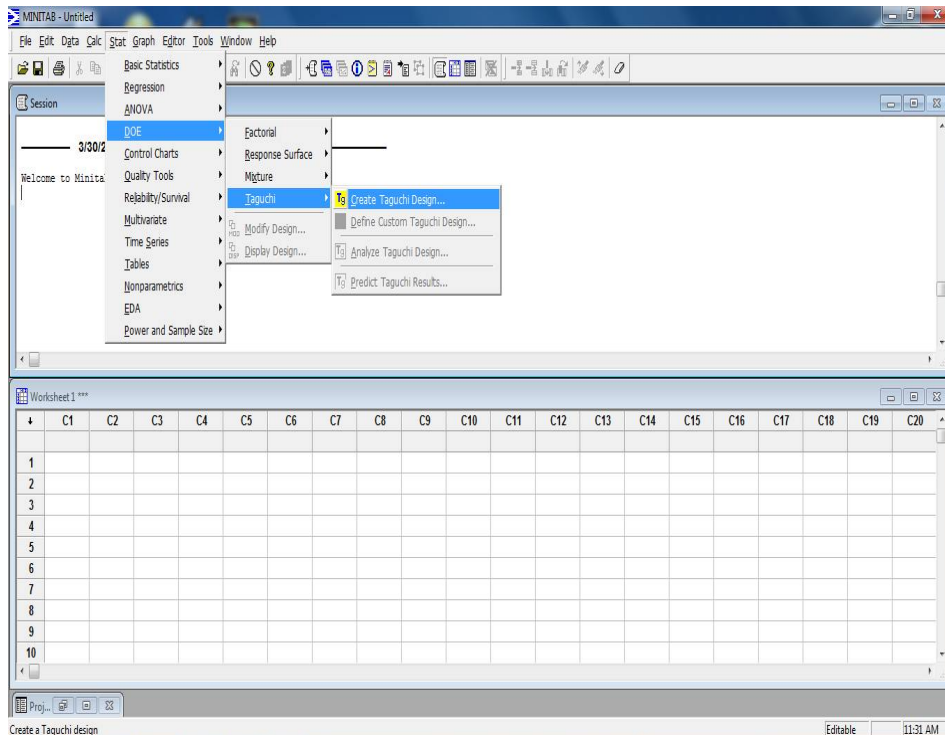 MINITAB - Untitled
File Edit Data Calc Stat Graph Editor Tools Window Help
Basic Statistics
Regression
ANOVA
DOE
Control Charts
Quality Tools
Reliability/Survival
Multivariate
Time Series
Tables
Nonparametrics
EDA
Power and Sample Size
Factorial
Response Surface
Mixture
Taguchi
Modify Design...
Display Design...
Create Taguchi Design...
Define Custom Taguchi Design...
Analyze Taguchi Design...
Predict Taguchi Results...
Session
3/30/2
Welcome to Minita
Worksheet 1 ***
C1 C2 C3 C4 C5 C6 C7 C8 C9 C10 C11 C12 C13 C14 C15 C16 C17 C18 C19 C20
1
2
3
4
5
6
7
8
9
10
Proj...
Create a Taguchi design Editable 11:31 AM